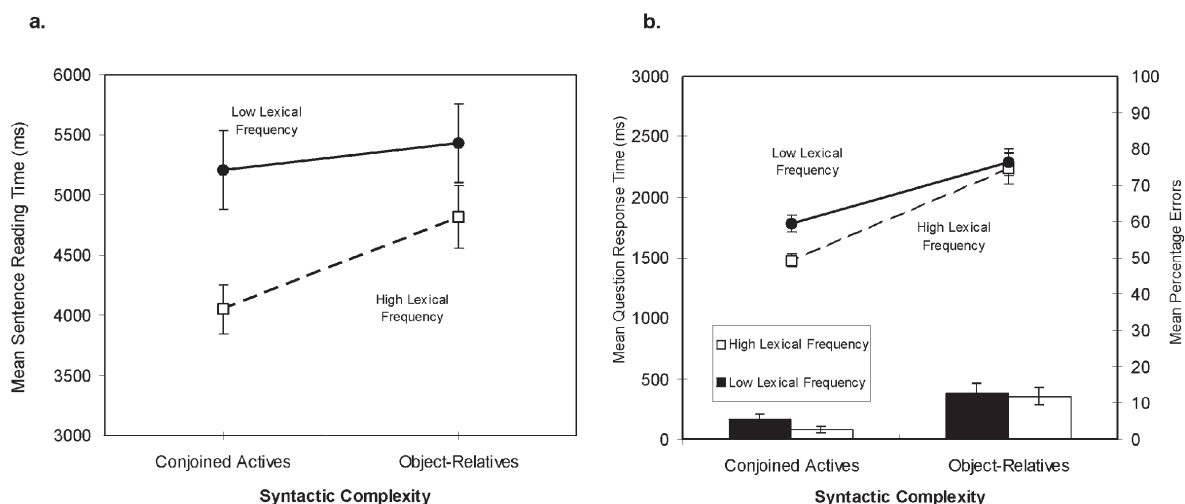 a.
Mean Sentence Reading Time (ms)
6000
5500
5000
4500
4000
3500
3000
Low Lexical
Frequency
High Lexical
Frequency
Conjoined Actives
Object-Relatives
Syntactic Complexity
b.
Mean Question Response Time (ms)
3000
2500
2000
1500
1000
500
0
Low Lexical
Frequency
High Lexical
Frequency
High Lexical Frequency
Low Lexical Frequency
100
90
80
70
60
50
40
30
20
10
0
Mean Percentage Errors
Conjoined Actives
Object-Relatives
Syntactic Complexity